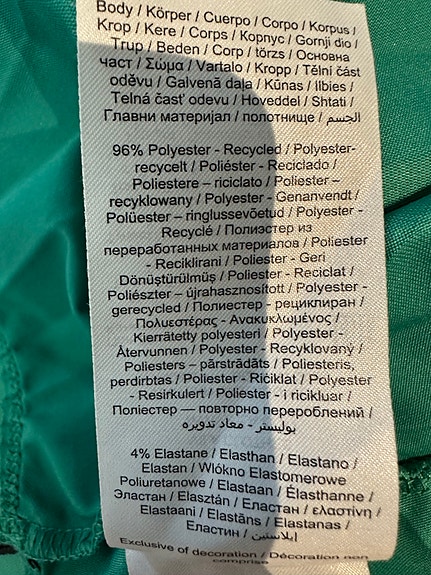 Body / Körper / Cuerpo / Corpo / Korpus /
Krop / Kere / Corps / Корпус / Gornji dio /
Trup / Beden / Corp / törzs / Основна
част / Σώμα / Vartalo / Kropp / Tělní část
oděvu / Galvenā daļa / Kūnas / Ilbies /
Telná časť odevu / Hoveddel / Shtati /
Главни материјал / полотнище / الجسم
96% Polyester - Recycled / Polyester-
recycelt / Poliéster - Reciclado /
Poliestere – riciclato / Poliester –
recyklowany / Polyester - Genanvendt /
Polüester – ringlussevõetud / Polyester -
Recyclé / Полиэстер из
переработанных материалов / Poliester
- Reciklirani / Poliester - Geri
Dönüştürülmüş / Poliester - Reciclat /
Poliészter – újrahasznosított / Polyester -
gerecycled / Полиестер - рециклиран /
Πολυεστέρας - Ανακυκλωμένος /
Kierrätetty polyesteri / Polyester -
Återvunnen / Polyester - Recyklovaný /
Poliesters – pārstrādāts / Poliesteris,
perdirbtas / Poliester - Riciklat / Polyester
- Resirkulert / Poliester - i ricikluar /
Поліестер — повторно перероблений /
بوليستر - معاد تدويره
4% Elastane / Elasthan / Elastano /
Elastan / Włókno Elastomerowe
Poliuretanowe / Elastaan / Élasthanne /
Эластан / Elasztán / Еластан / ελαστίνη /
Elastaani / Elastāns / Elastanas /
Еластин / إيلاستين
Exclusive of decoration / Décoration non
comprise